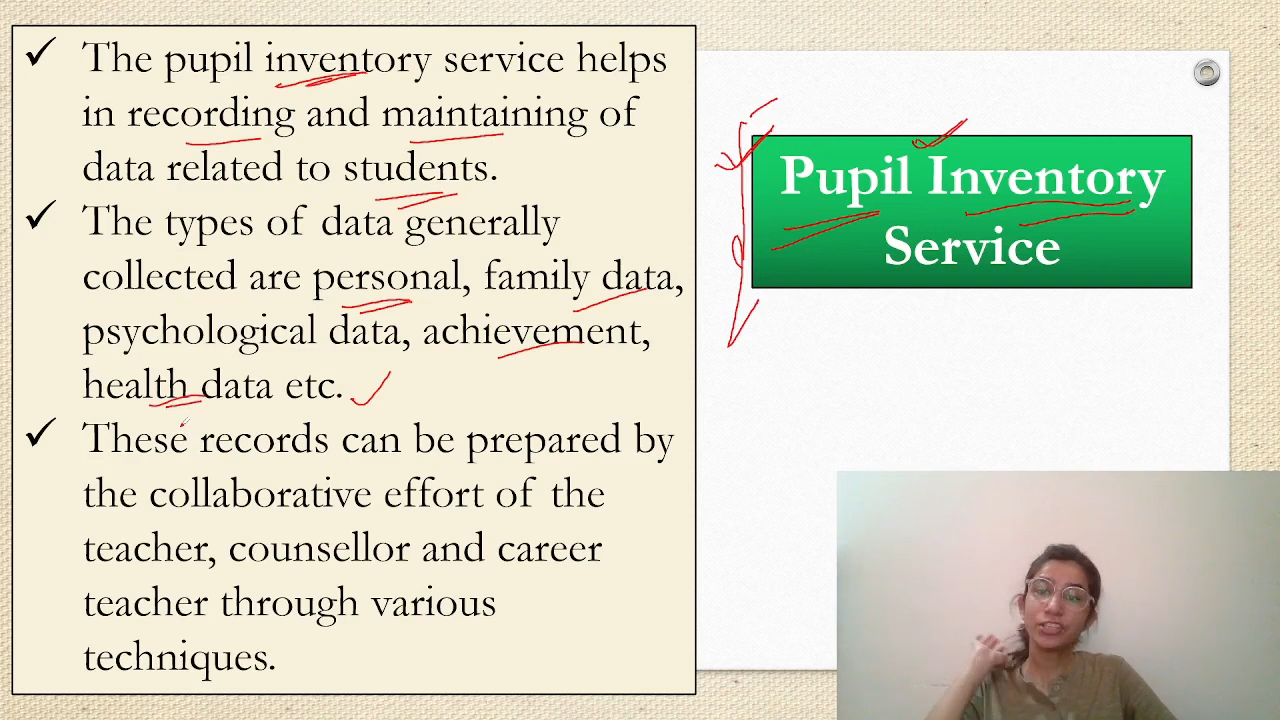 ✓ The pupil inventory service helps
in recording and maintaining of
data related to students.
✓ The types of data generally
collected are personal, family data,
psychological data, achievement,
health data etc.
✓ These records can be prepared by
the collaborative effort of the
teacher, counsellor and career
teacher through various
techniques.
Pupil Inventory
Service